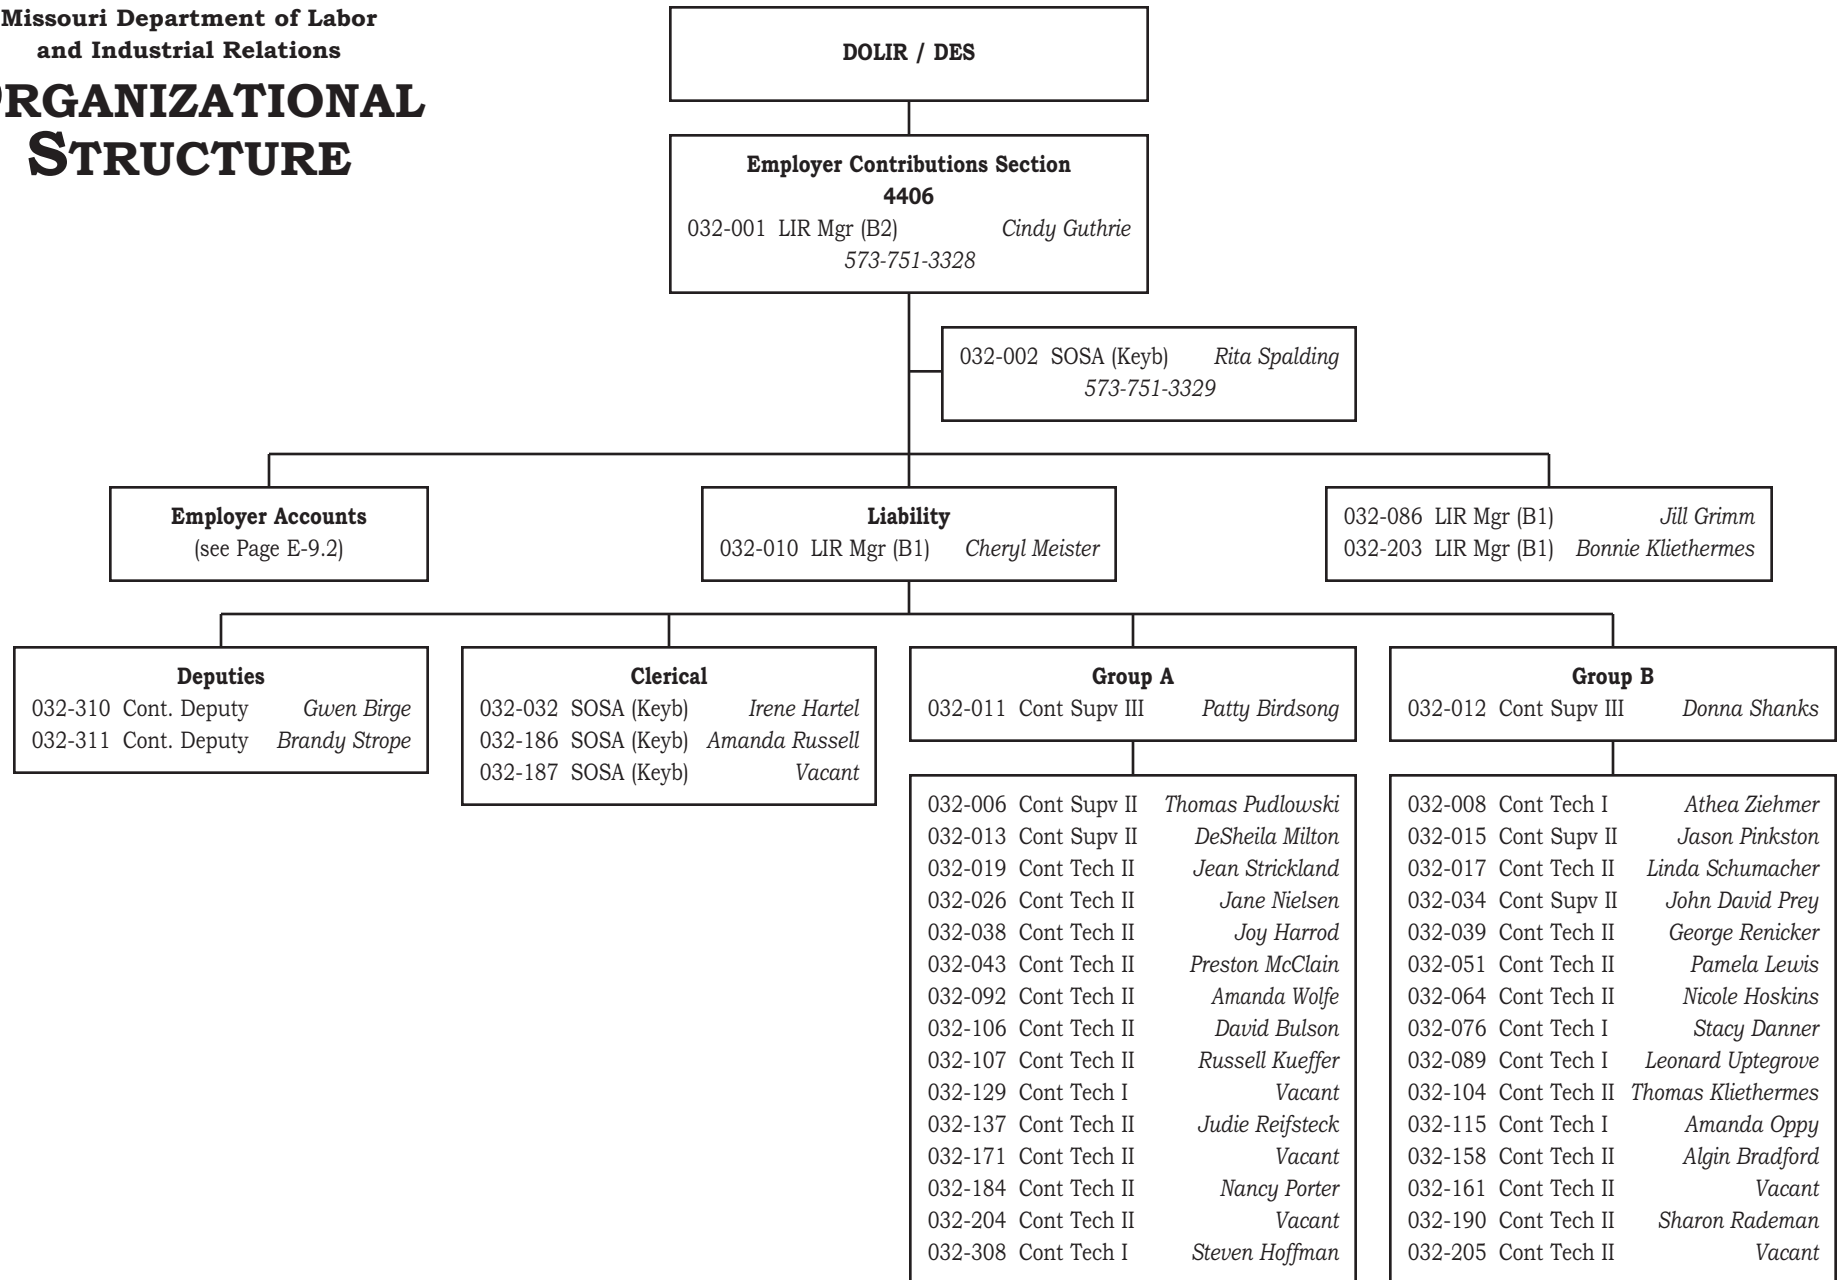 Missouri Department of Labor
and Industrial Relations
RGANIZATIONAL
STRUCTURE
DOLIR / DES
Employer Contributions Section
4406
032-001 LIR Mgr (B2) Cindy Guthrie
573-751-3328
032-002 SOSA (Keyb) Rita Spalding
573-751-3329
Employer Accounts
(see Page E-9.2)
Liability
032-010 LIR Mgr (B1) Cheryl Meister
032-086 LIR Mgr (B1) Jill Grimm
032-203 LIR Mgr (B1) Bonnie Kliethermes
Deputies
032-310 Cont. Deputy Gwen Birge
032-311 Cont. Deputy Brandy Strope
Clerical
032-032 SOSA (Keyb) Irene Hartel
032-186 SOSA (Keyb) Amanda Russell
032-187 SOSA (Keyb) Vacant
Group A
032-011 Cont Supv III Patty Birdsong
032-006 Cont Supv II Thomas Pudlowski
032-013 Cont Supv II DeSheila Milton
032-019 Cont Tech II Jean Strickland
032-026 Cont Tech II Jane Nielsen
032-038 Cont Tech II Joy Harrod
032-043 Cont Tech II Preston McClain
032-092 Cont Tech II Amanda Wolfe
032-106 Cont Tech II David Bulson
032-107 Cont Tech II Russell Kueffer
032-129 Cont Tech I Vacant
032-137 Cont Tech II Judie Reifsteck
032-171 Cont Tech II Vacant
032-184 Cont Tech II Nancy Porter
032-204 Cont Tech II Vacant
032-308 Cont Tech I Steven Hoffman
Group B
032-012 Cont Supv III Donna Shanks
032-008 Cont Tech I Athea Ziehmer
032-015 Cont Supv II Jason Pinkston
032-017 Cont Tech II Linda Schumacher
032-034 Cont Supv II John David Prey
032-039 Cont Tech II George Renicker
032-051 Cont Tech II Pamela Lewis
032-064 Cont Tech II Nicole Hoskins
032-076 Cont Tech I Stacy Danner
032-089 Cont Tech I Leonard Uptegrove
032-104 Cont Tech II Thomas Kliethermes
032-115 Cont Tech I Amanda Oppy
032-158 Cont Tech II Algin Bradford
032-161 Cont Tech II Vacant
032-190 Cont Tech II Sharon Rademan
032-205 Cont Tech II Vacant